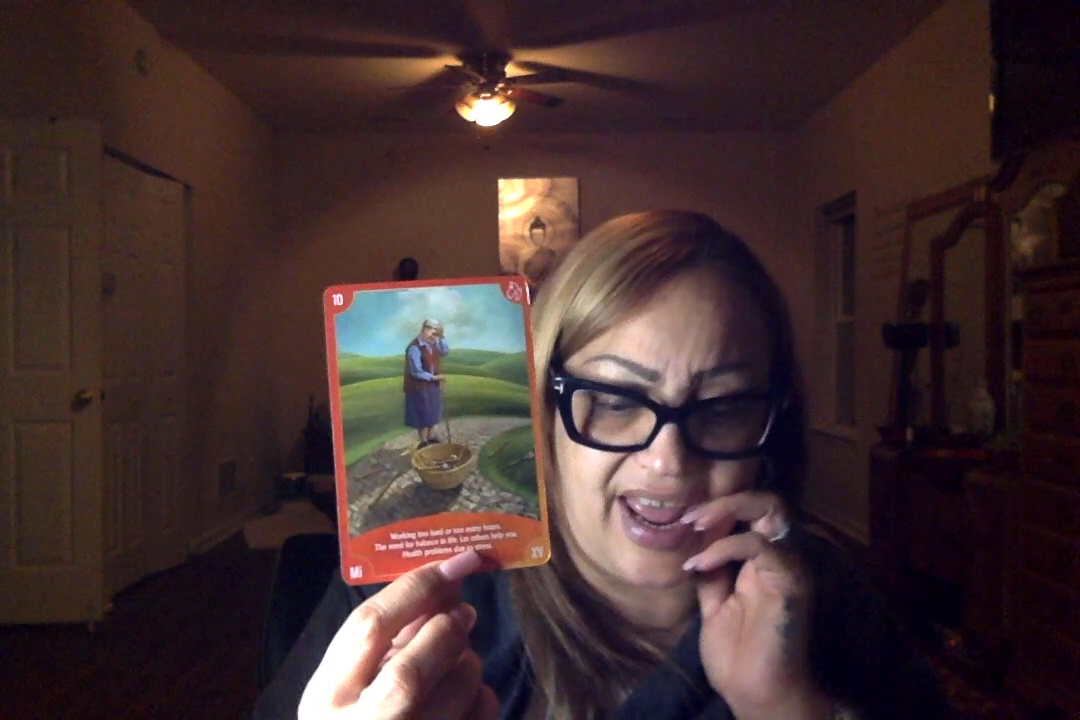 10
Working too hard or too many hours.
The need for balance in life. Let others help you.
Health problems due to stress.
Mi
XV